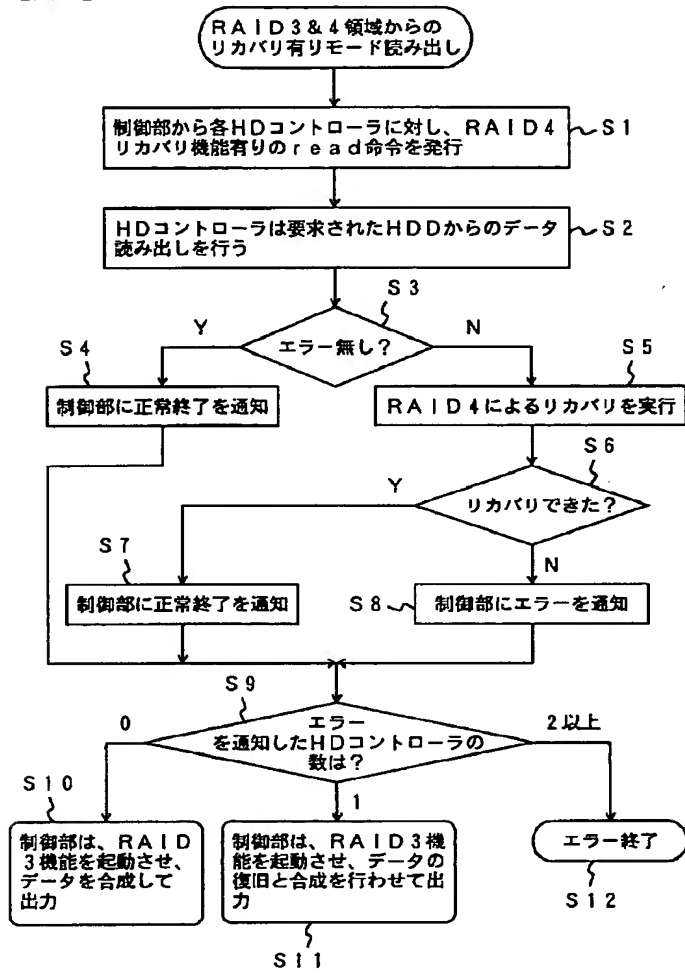 RAID3&4領域からの
リカバリ有りモード読み出し
制御部から各HDコントローラに対し、RAID4
リカバリ機能有りのread命令を発行
S1
HDコントローラは要求されたHDDからのデータ
読み出しを行う
S2
S3
Y
エラー無し?
N
S4
制御部に正常終了を通知
S5
RAID4によるリカバリを実行
S6
Y
リカバリできた?
S7
N
制御部に正常終了を通知
S8
制御部にエラーを通知
S9
0
エラー
を通知したHDコントローラの
数は?
2以上
S10
1
制御部は、RAID
3機能を起動させ、
データを合成して
出力
制御部は、RAID3機
能を起動させ、データの
復旧と合成を行わせて出
力
エラー終了
S12
S11